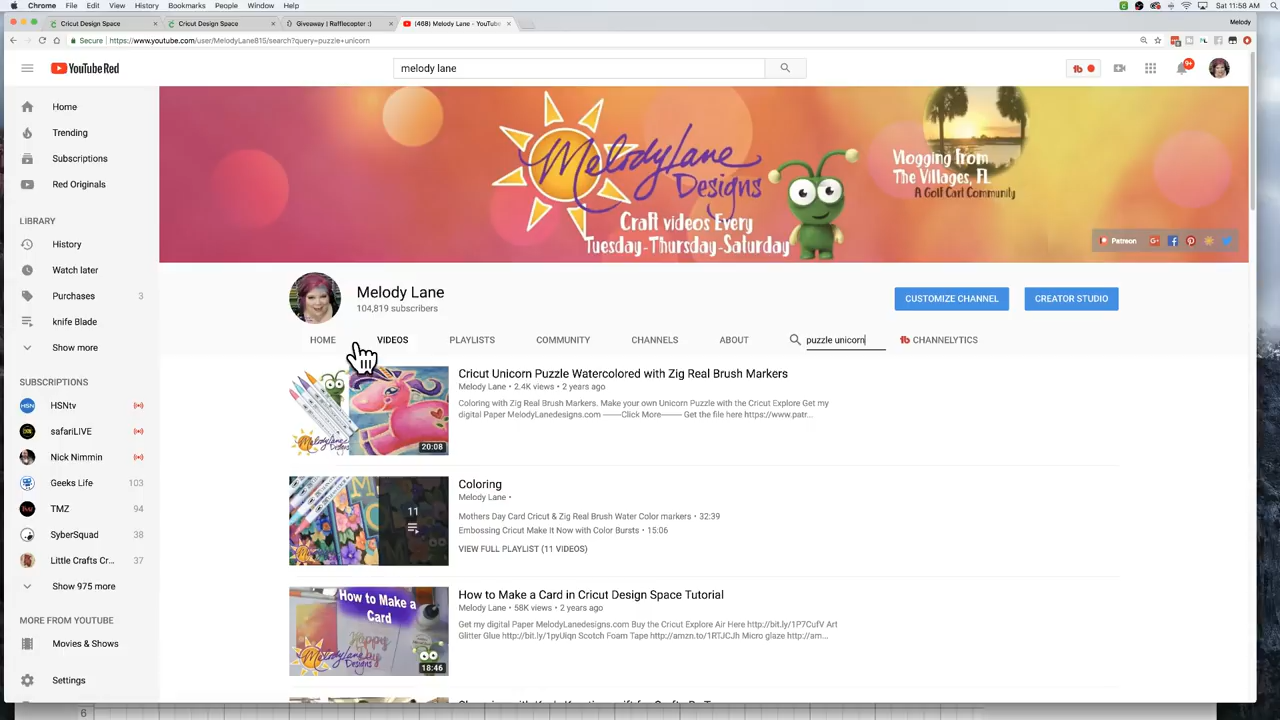 Chrome File Edit View History Bookmarks People Window Help
Sat 11:58 AM
Cricut Design Space
Cricut Design Space
Giveaway | Rafflecopter :)
(468) Melody Lane - YouTube
Melody
Secure https://www.youtube.com/user/MelodyLane815/search?query=puzzle+unicorn
YouTube Red
melody lane
9+
Home
Trending
Subscriptions
Red Originals
LIBRARY
History
Watch later
Purchases 3
knife Blade
Show more
SUBSCRIPTIONS
HSNtv
safariLIVE
Nick Nimmin
Geeks Life 103
TMZ 94
SyberSquad 38
Little Crafts Cr... 37
Show 975 more
MORE FROM YOUTUBE
Movies & Shows
Settings
MelodyLane
Designs
Craft videos Every
Tuesday-Thursday-Saturday
Vlogging from
The Villages, FL
A Golf Cart Community
Patreon
Melody Lane
104,819 subscribers
CUSTOMIZE CHANNEL
CREATOR STUDIO
HOME VIDEOS PLAYLISTS COMMUNITY CHANNELS ABOUT puzzle unicorn CHANNELYTICS
Cricut Unicorn Puzzle Watercolored with Zig Real Brush Markers
Melody Lane • 2.4K views • 2 years ago
Coloring with Zig Real Brush Markers. Make your own Unicorn Puzzle with the Cricut Explore Get my
digital Paper MelodyLanedesigns.com -------Click More------- Get the file here https://www.patr...
20:08
Coloring
Melody Lane •
Mothers Day Card Cricut & Zig Real Brush Water Color markers • 32:39
Embossing Cricut Make It Now with Color Bursts • 15:06
VIEW FULL PLAYLIST (11 VIDEOS)
11
How to Make a Card in Cricut Design Space Tutorial
Melody Lane • 58K views • 2 years ago
Get my digital Paper MelodyLanedesigns.com Buy the Cricut Explore Air Here http://bit.ly/1P7CufV Art
Glitter Glue http://bit.ly/1pyUiqn Scotch Foam Tape http://amzn.to/1RTJCJh Micro glaze http://am...
How to Make a
Card
18:46
6